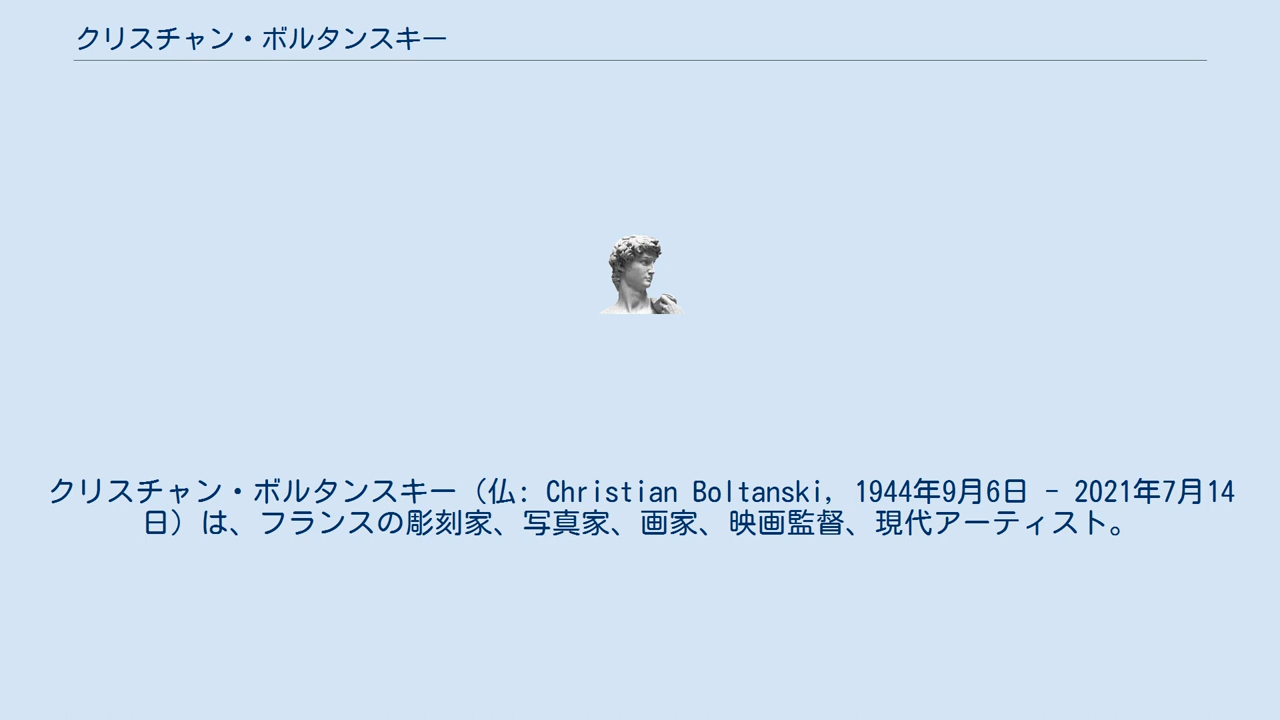 クリスチャン・ボルタンスキー
クリスチャン・ボルタンスキー（仏: Christian Boltanski, 1944年9月6日 - 2021年7月14
日）は、フランスの彫刻家、写真家、画家、映画監督、現代アーティスト。